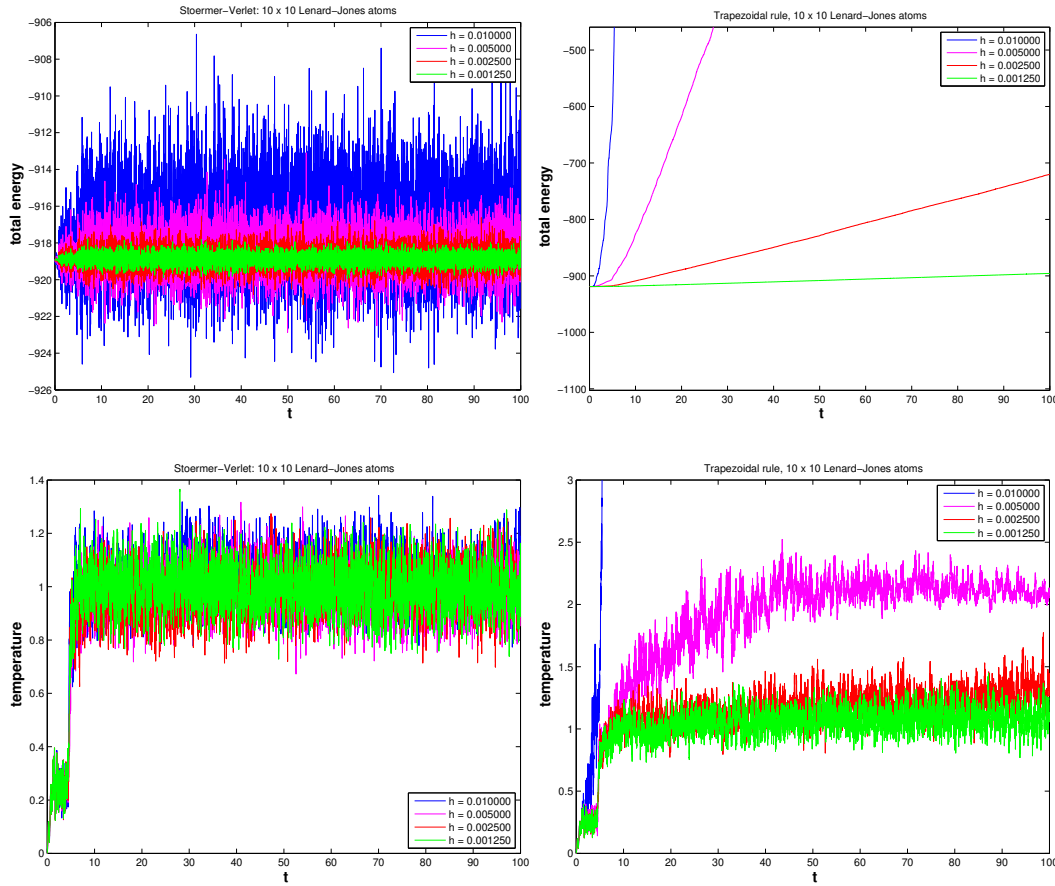 Stoermer−Verlet: 10 x 10 Lenard−Jones atoms
−906
−908
−910
−912
−914
−916
−918
−920
−922
−924
−926
total energy
0 10 20 30 40 50 60 70 80 90 100
t
h = 0.010000
h = 0.005000
h = 0.002500
h = 0.001250
Trapezoidal rule, 10 x 10 Lenard−Jones atoms
−500
−600
−700
−800
−900
−1000
−1100
total energy
0 10 20 30 40 50 60 70 80 90 100
t
h = 0.010000
h = 0.005000
h = 0.002500
h = 0.001250
Stoermer−Verlet: 10 x 10 Lenard−Jones atoms
1.4
1.2
1
0.8
0.6
0.4
0.2
0
temperature
0 10 20 30 40 50 60 70 80 90 100
t
h = 0.010000
h = 0.005000
h = 0.002500
h = 0.001250
Trapezoidal rule, 10 x 10 Lenard−Jones atoms
3
2.5
2
1.5
1
0.5
0
temperature
0 10 20 30 40 50 60 70 80 90 100
t
h = 0.010000
h = 0.005000
h = 0.002500
h = 0.001250